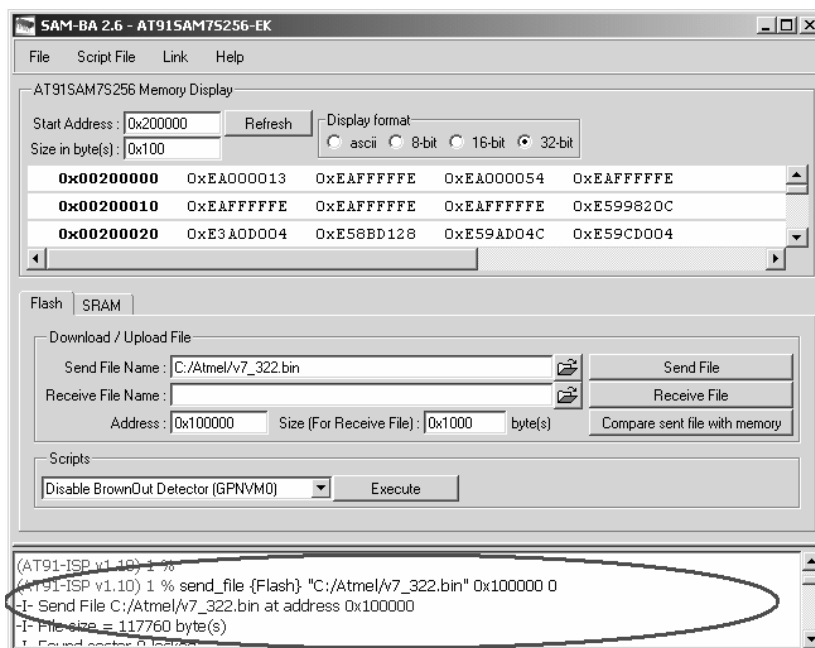 SAM-BA 2.6 - AT91SAM7S256-EK
File Script File Link Help
AT91SAM7S256 Memory Display
Start Address : 0x200000 Refresh
Display format
ascii 8-bit 16-bit 32-bit
Size in byte(s) : 0x100
0x00200000 0xEA000013 0xEAFFFFFE 0xEA000054 0xEAFFFFFE
0x00200010 0xEAFFFFFE 0xEAFFFFFE 0xEAFFFFFE 0xE599820C
0x00200020 0xE3A0D004 0xE58BD128 0xE59AD04C 0xE59CD004
Flash SRAM
Download / Upload File
Send File Name : C:/Atmel/v7_322.bin Send File
Receive File Name : Receive File
Address : 0x100000 Size (For Receive File) : 0x1000 byte(s) Compare sent file with memory
Scripts
Disable BrownOut Detector (GPNVM0) Execute
(AT91-ISP v1.10) 1 %
(AT91-ISP v1.10) 1 % send_file {Flash} "C:/Atmel/v7_322.bin" 0x100000 0
-I- Send File C:/Atmel/v7_322.bin at address 0x100000
-I- File size = 117760 byte(s)
-I- Found sector 0 locked